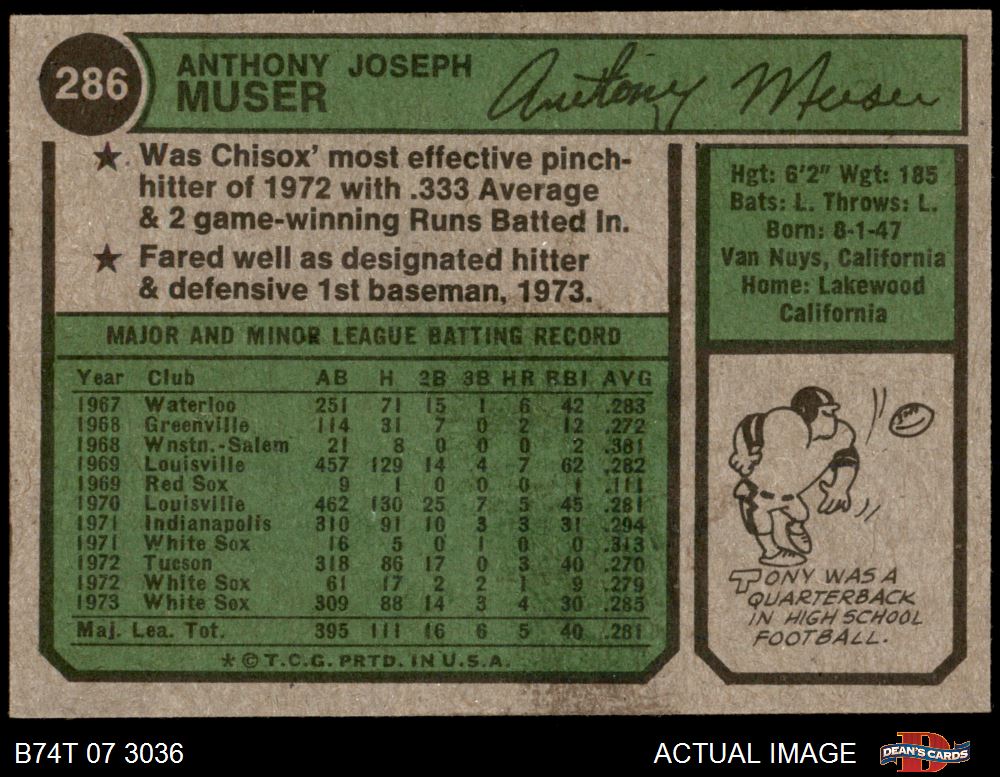 286
ANTHONY JOSEPH
MUSER
Anthony Muser
★ Was Chisox' most effective pinch-
hitter of 1972 with .333 Average
& 2 game-winning Runs Batted In.
★ Fared well as designated hitter
& defensive 1st baseman, 1973.
Hgt: 6'2" Wgt: 185
Bats: L. Throws: L.
Born: 8-1-47
Van Nuys, California
Home: Lakewood
California
MAJOR AND MINOR LEAGUE BATTING RECORD
Year Club AB H 2B 3B HR RBI AVG
1967 Waterloo 251 71 15 1 6 42 .283
1968 Greenville 114 31 7 0 2 12 .272
1968 Wnstn.-Salem 21 8 0 0 0 2 .381
1969 Louisville 457 129 14 4 7 62 .282
1969 Red Sox 9 1 0 0 0 1 .111
1970 Louisville 462 130 25 7 5 45 .281
1971 Indianapolis 310 91 10 3 3 31 .294
1971 White Sox 16 5 0 1 0 0 .313
1972 Tucson 318 86 17 0 3 40 .270
1972 White Sox 61 17 2 2 1 9 .279
1973 White Sox 309 88 14 3 4 30 .285
Maj. Lea. Tot. 395 111 16 6 5 40 .281
★ © T.C.G. PRTD. IN U.S.A.
TONY WAS A
QUARTERBACK
IN HIGH SCHOOL
FOOTBALL.
B74T 07 3036
ACTUAL IMAGE
DEAN'S CARDS